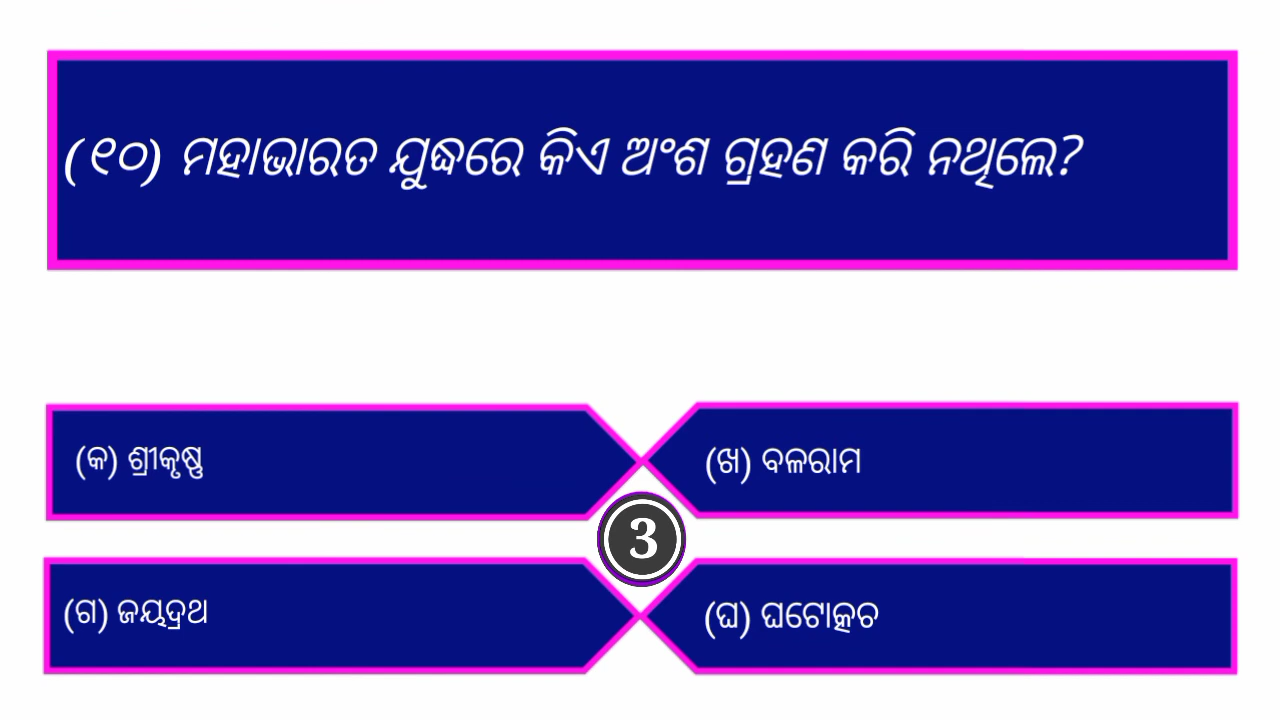 (୧୦) ମହାଭାରତ ଯୁଦ୍ଧରେ କିଏ ଅଂଶ ଗ୍ରହଣ କରି ନଥିଲେ?
(କ) ଶ୍ରୀକୃଷ୍ଣ
(ଖ) ବଳରାମ
3
(ଗ) ଜୟଦ୍ରଥ
(ଘ) ଘଟୋତ୍କଚ